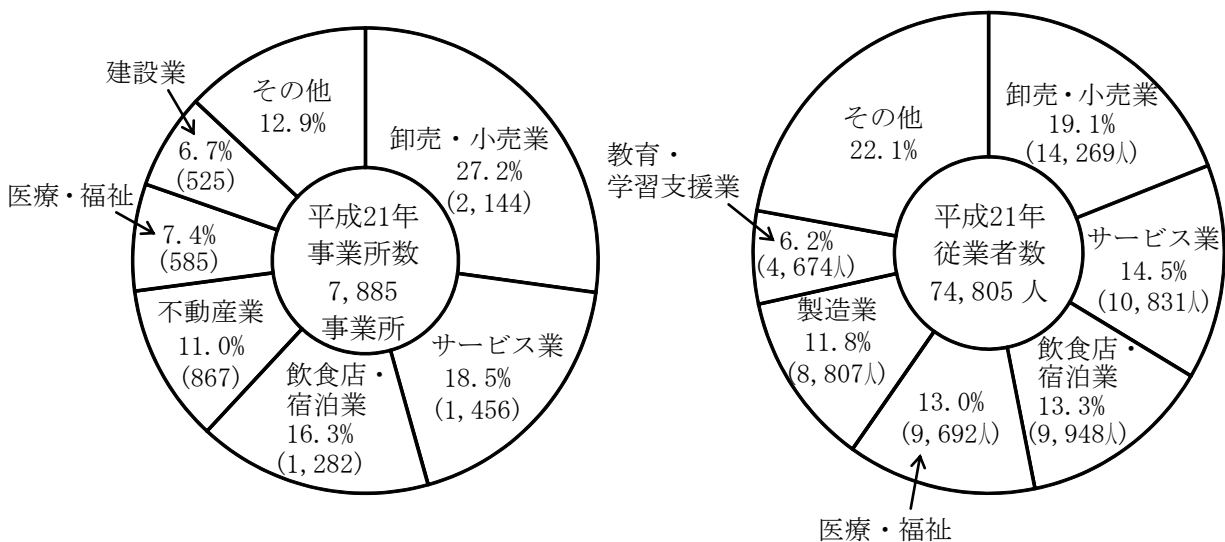 建設業
その他
12.9%
卸売・小売業
27.2%
(2,144)
6.7%
(525)
医療・福祉
7.4%
(585)
平成21年
事業所数
7,885
事業所
不動産業
11.0%
(867)
サービス業
18.5%
(1,456)
飲食店・
宿泊業
16.3%
(1,282)
その他
22.1%
卸売・小売業
19.1%
(14,269人)
教育・
学習支援業
6.2%
(4,674人)
平成21年
従業者数
74,805 人
サービス業
14.5%
(10,831人)
製造業
11.8%
(8,807人)
飲食店・
宿泊業
13.3%
(9,948人)
13.0%
(9,692人)
医療・福祉